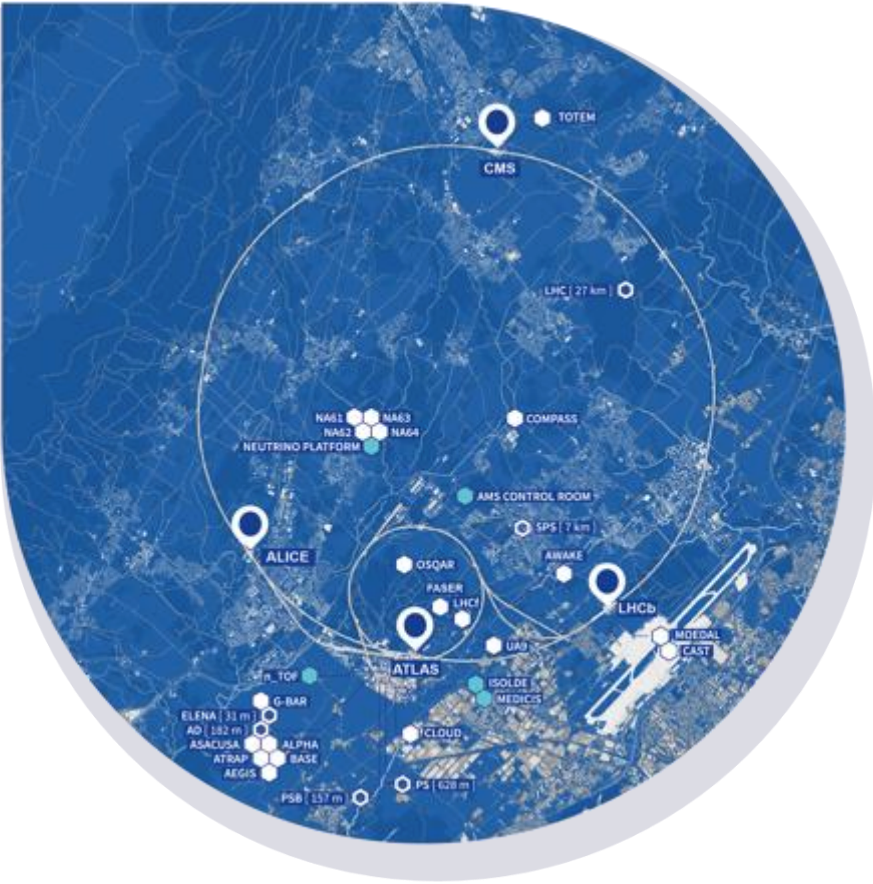 TOTEM
CMS
LHC [ 27 km ]
NA61 NA63
NA62 NA64
COMPASS
NEUTRINO PLATFORM
AMS CONTROL ROOM
SPS [ 7 km ]
ALICE
AWAKE
OSQAR
FASER
LHCf
LHCb
MOEDAL
UA9
CAST
ATLAS
n_TOF
ISOLDE
MEDICIS
G-BAR
ELENA [ 31 m ]
AD [ 182 m ]
CLOUD
ASACUSA ALPHA
ATRAP BASE
AEGIS
PS [ 628 m ]
PSB [ 157 m ]